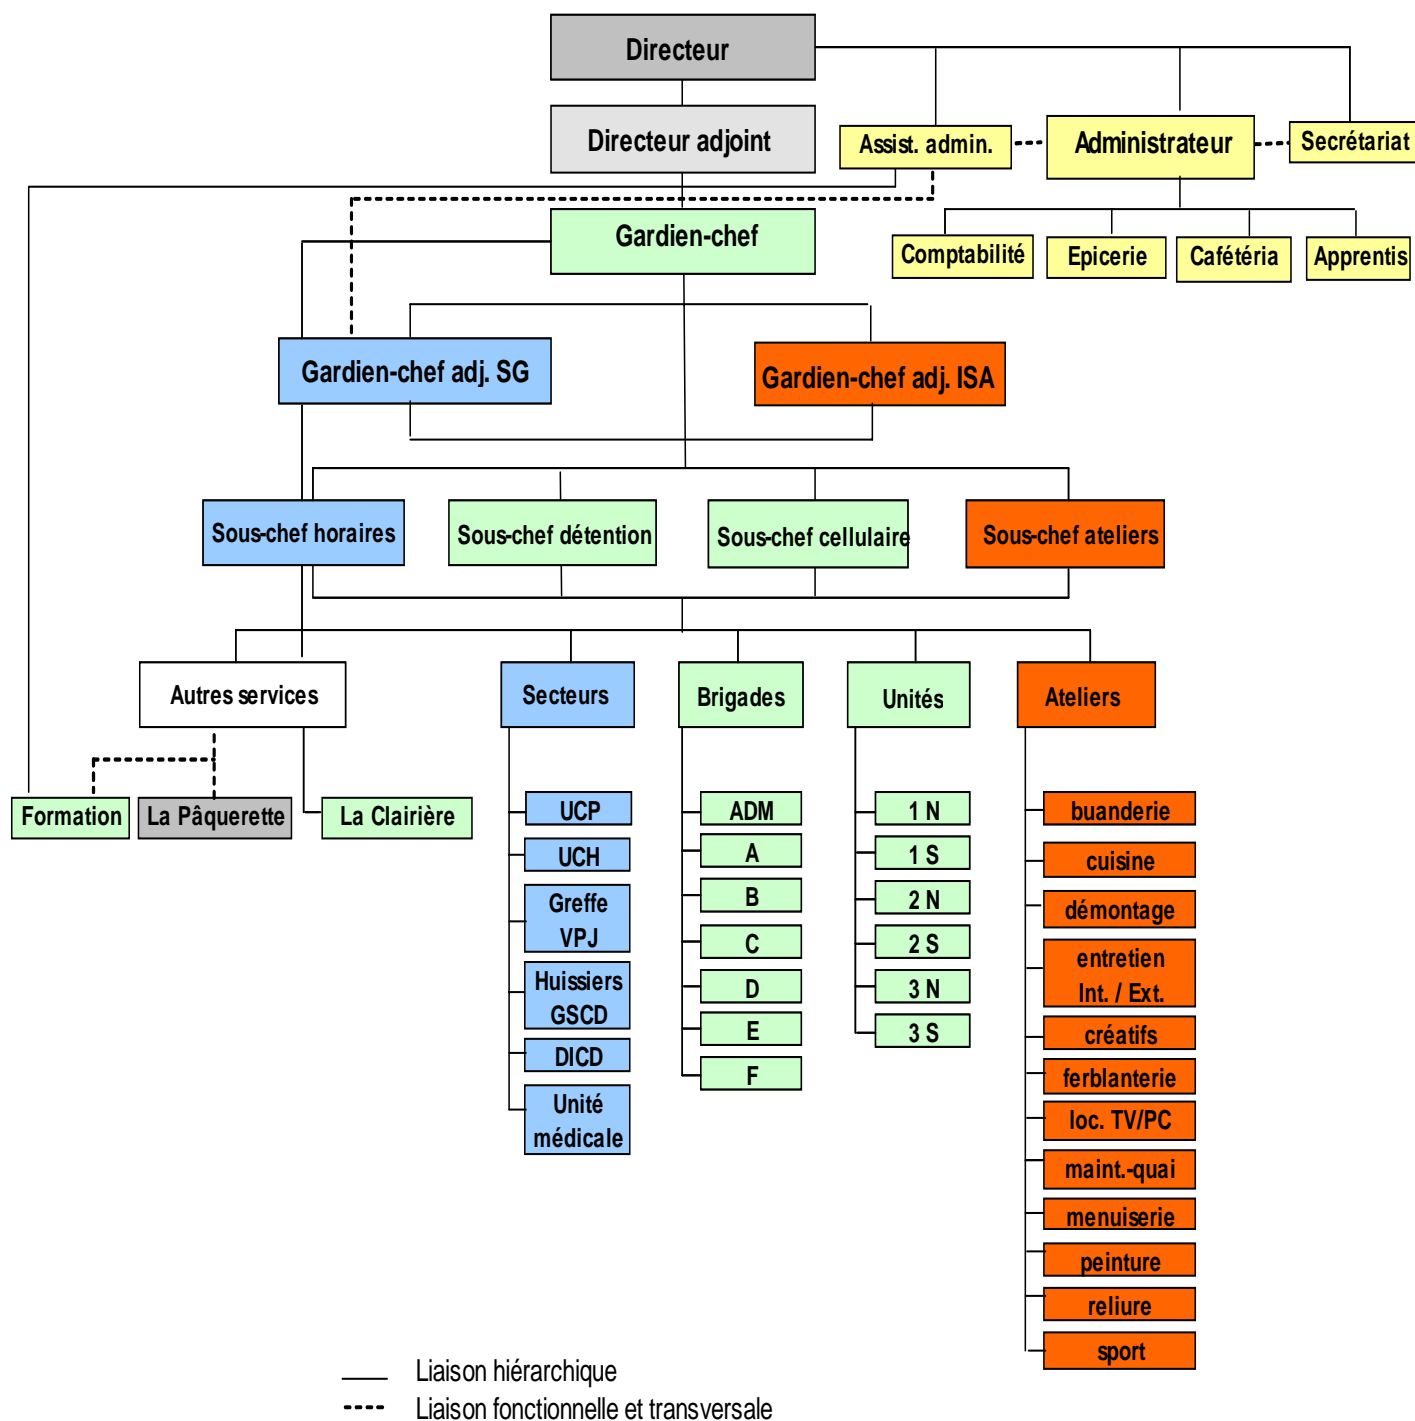 Directeur
Directeur adjoint
Assist. admin.
Administrateur
Secrétariat
Gardien-chef
Comptabilité
Epicerie
Cafétéria
Apprentis
Gardien-chef adj. SG
Gardien-chef adj. ISA
Sous-chef horaires
Sous-chef détention
Sous-chef cellulaire
Sous-chef ateliers
Autres services
Secteurs
Brigades
Unités
Ateliers
Formation
La Pâquerette
La Clairière
UCP
UCH
Greffe
VPJ
Huissiers
GSCD
DICD
Unité
médicale
ADM
A
B
C
D
E
F
1 N
1 S
2 N
2 S
3 N
3 S
buanderie
cuisine
démontage
entretien
Int. / Ext.
créatifs
ferblanterie
loc. TV/PC
maint.-quai
menuiserie
peinture
reliure
sport
Liaison hiérarchique
Liaison fonctionnelle et transversale